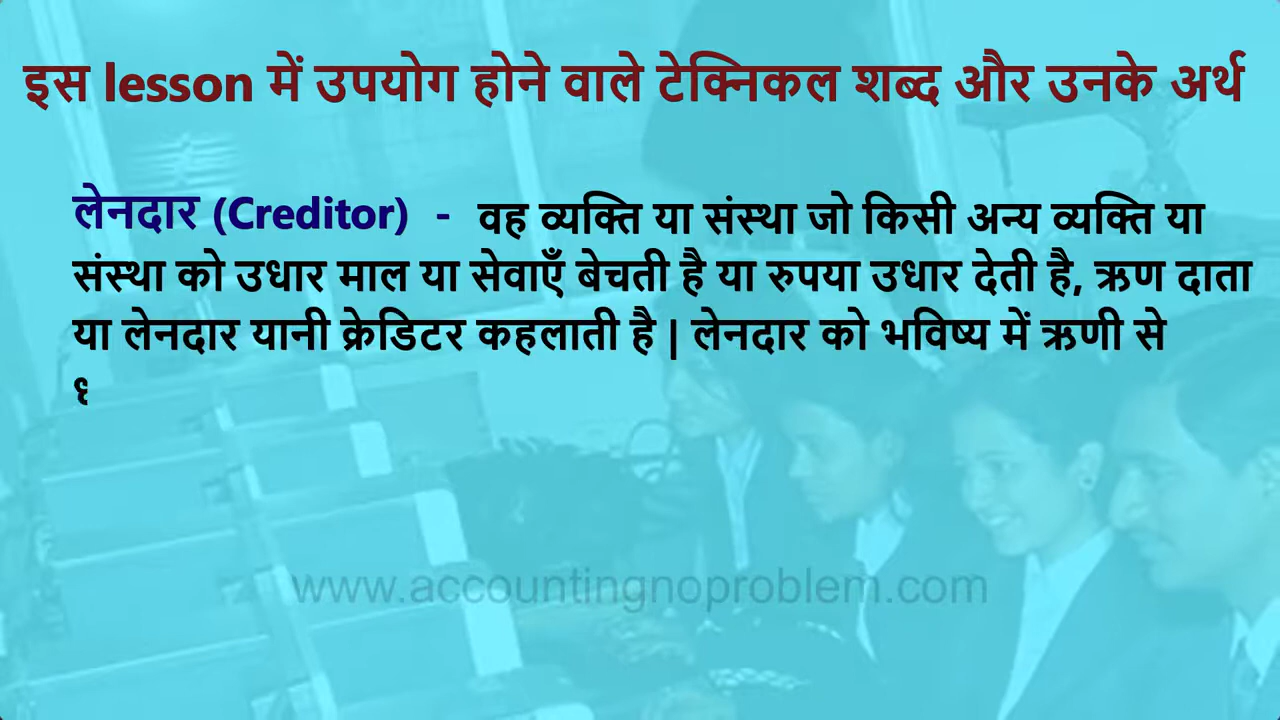 इस lesson में उपयोग होने वाले टेक्निकल शब्द और उनके अर्थ
लेनदार (Creditor) - वह व्यक्ति या संस्था जो किसी अन्य व्यक्ति या
संस्था को उधार माल या सेवाएँ बेचती है या रुपया उधार देती है, ऋण दाता
या लेनदार यानी क्रेडिटर कहलाती है | लेनदार को भविष्य में ऋणी से
www.accountingnoproblem.com